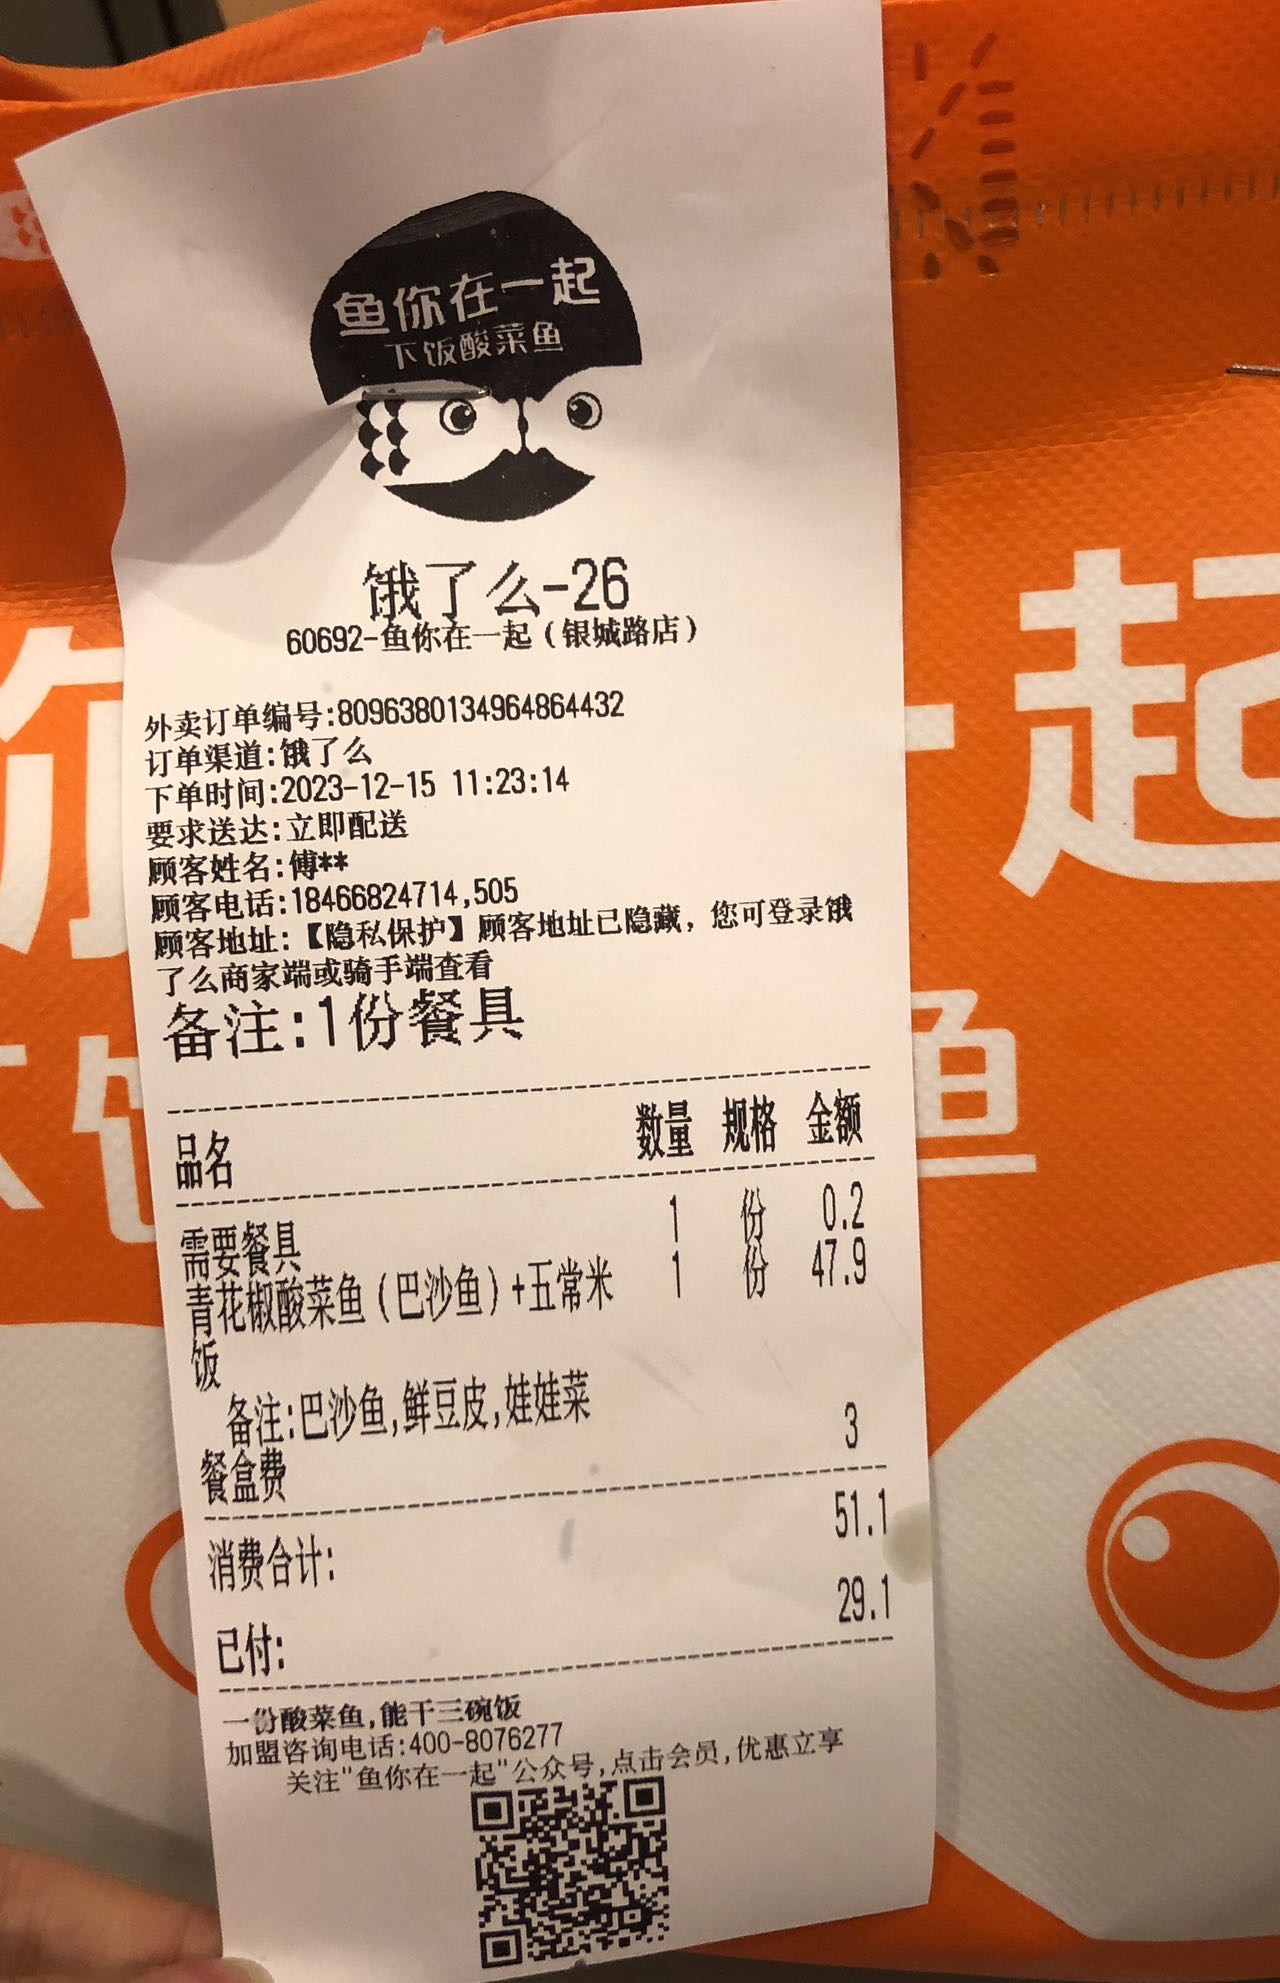 鱼你在一起
下饭酸菜鱼
饿了么-26
60692-鱼你在一起（银城路店）
外卖订单编号:8096380134964864432
订单渠道:饿了么
下单时间:2023-12-15 11:23:14
要求送达:立即配送
顾客姓名:傅**
顾客电话:18466824714,505
顾客地址:【隐私保护】顾客地址已隐藏，您可登录饿
了么商家端或骑手端查看
备注:1份餐具
品名 数量 规格 金额
需要餐具 1 份 0.2
青花椒酸菜鱼（巴沙鱼）+五常米 1 份 47.9
饭
备注:巴沙鱼,鲜豆皮,娃娃菜
餐盒费 3
消费合计: 51.1
已付: 29.1
一份酸菜鱼,能干三碗饭
加盟咨询电话:400-8076277
关注"鱼你在一起"公众号,点击会员,优惠立享
你 一起
饭 鱼